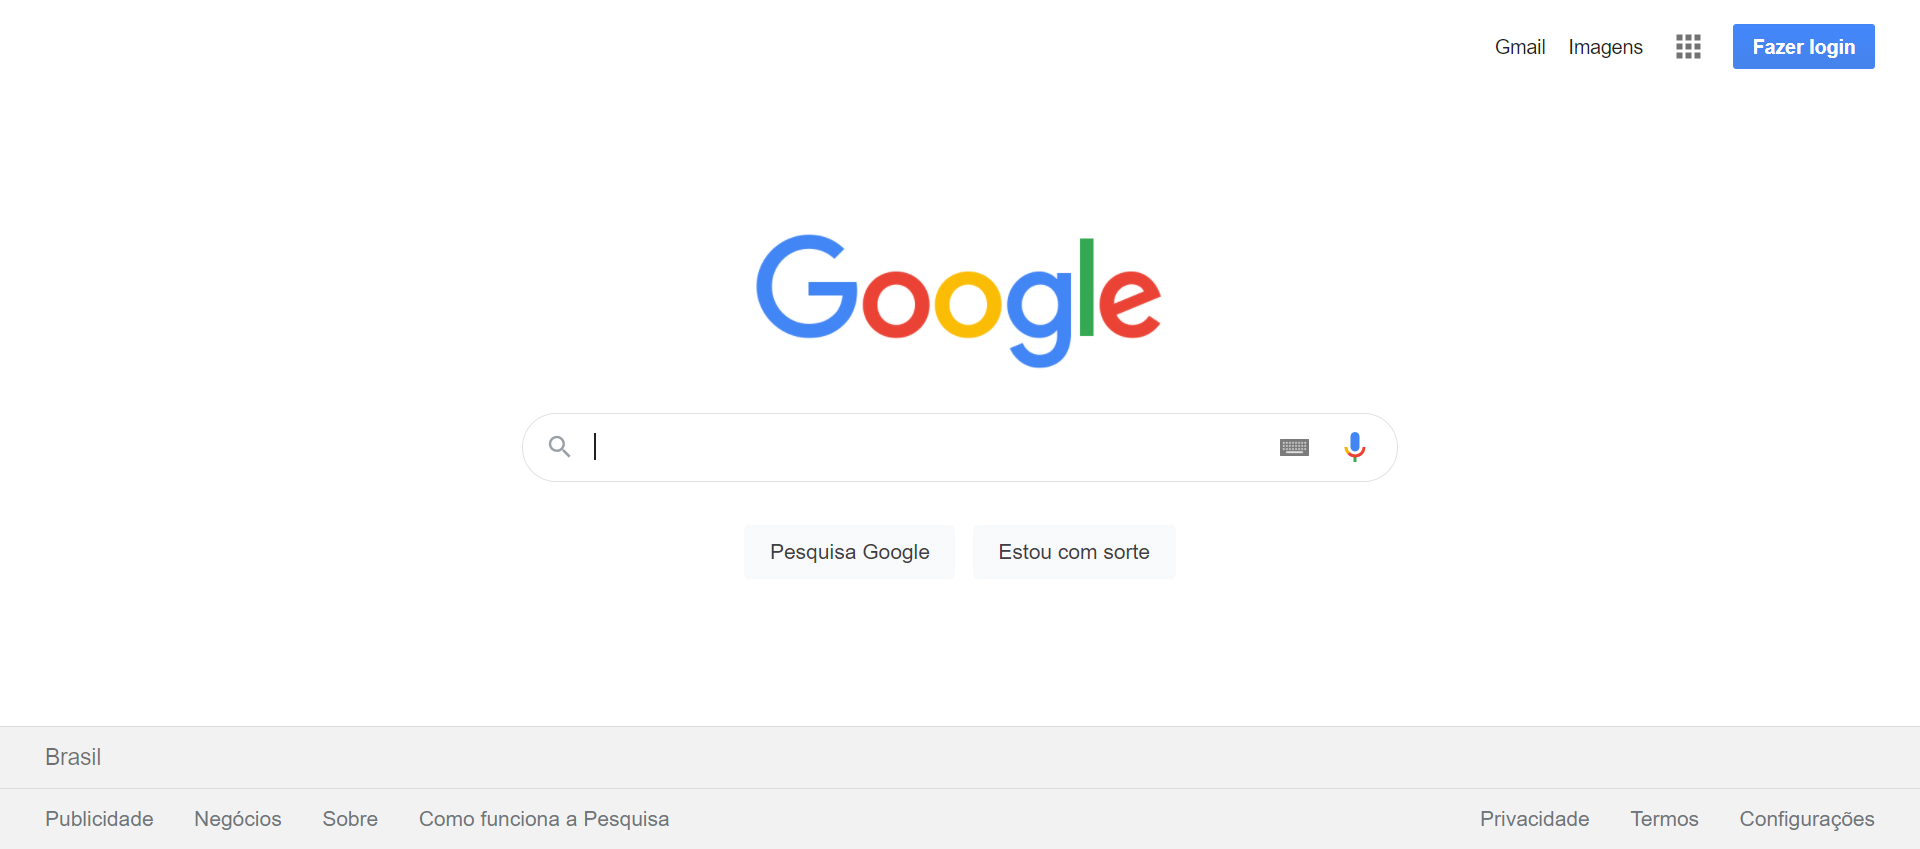 Gmail Imagens Fazer login
Google
Pesquisa Google Estou com sorte
Brasil
Publicidade Negócios Sobre Como funciona a Pesquisa Privacidade Termos Configurações